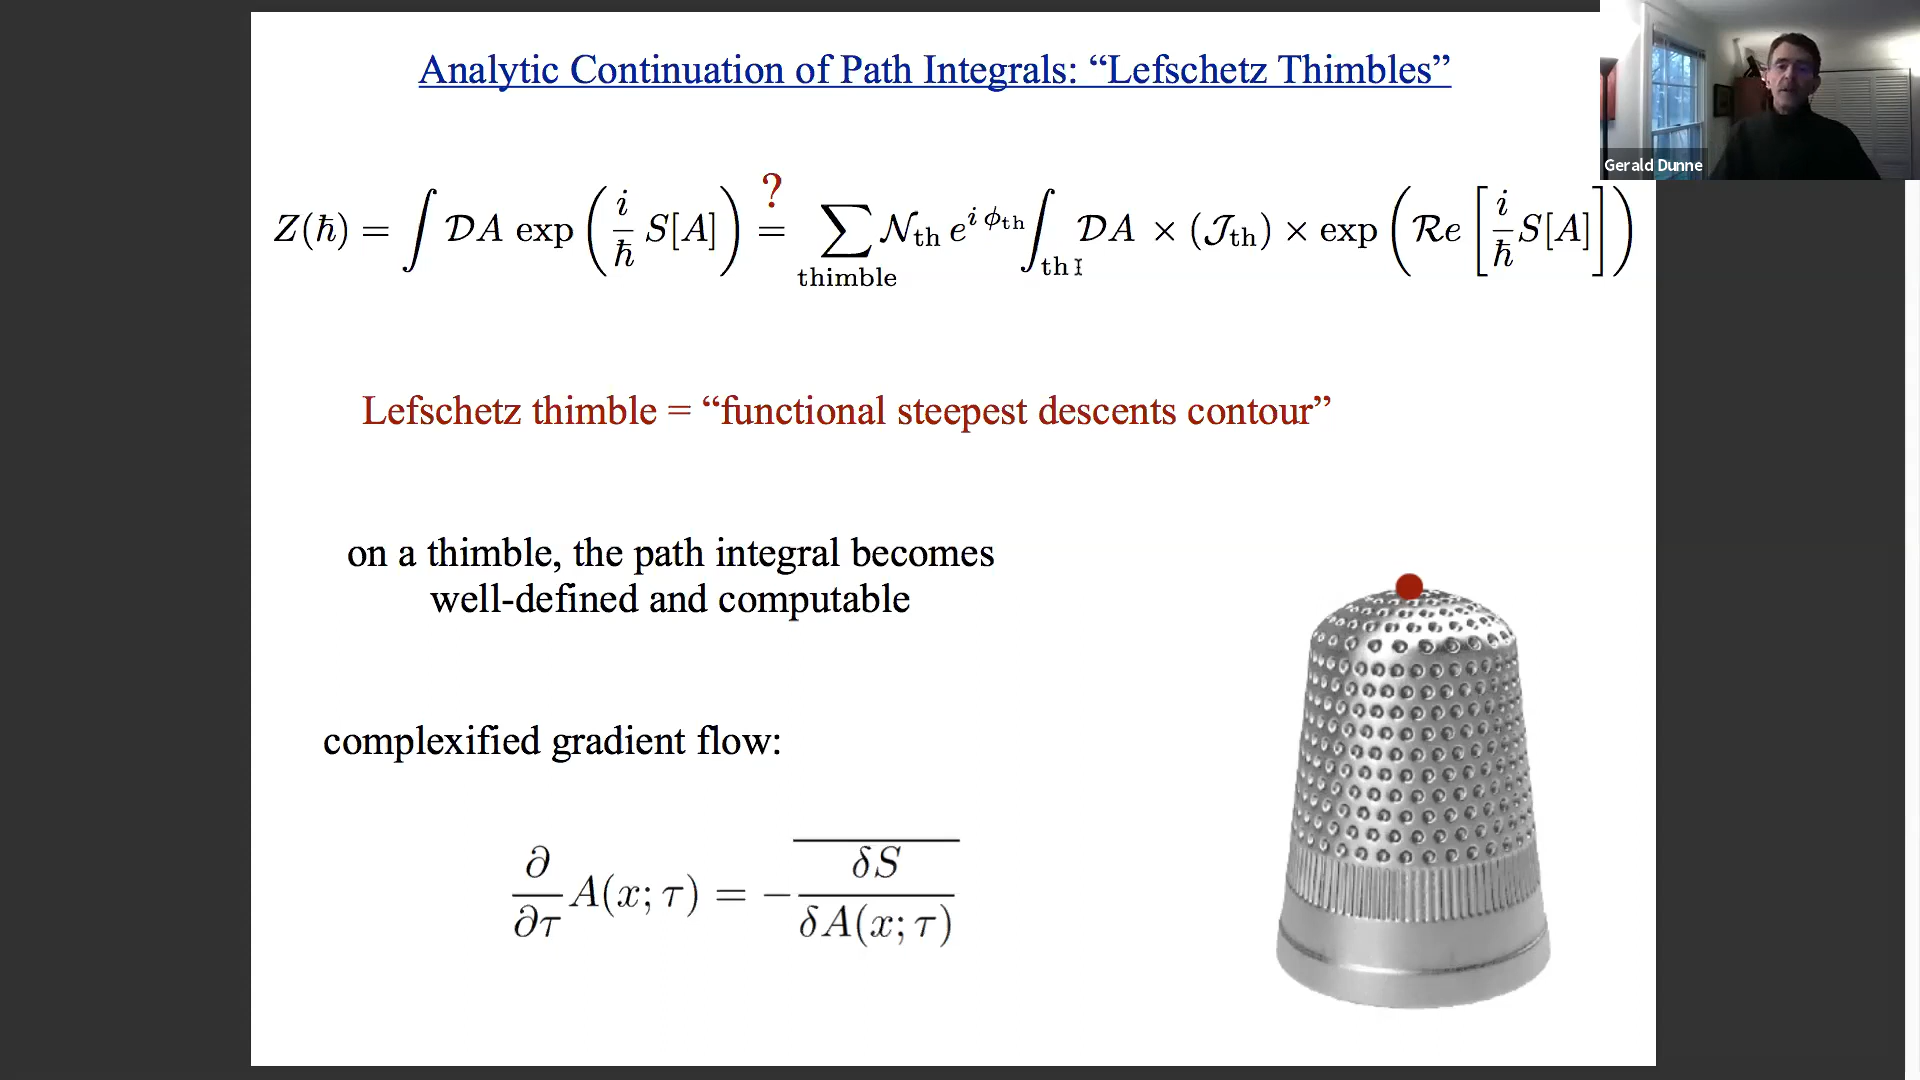 Analytic Continuation of Path Integrals: “Lefschetz Thimbles”
Gerald Dunne
Z(ℏ) = ∫ 𝒟A exp ( i/ℏ S[A] ) =? ∑_thimble 𝒩_th e^{i ϕ_th} ∫_th 𝒟A × (𝒥_th) × exp ( ℛe [ i/ℏ S[A] ] )
Lefschetz thimble = “functional steepest descents contour”
on a thimble, the path integral becomes
well-defined and computable
complexified gradient flow:
∂/∂τ A(x; τ) = − \overline{δS/δA(x; τ)}